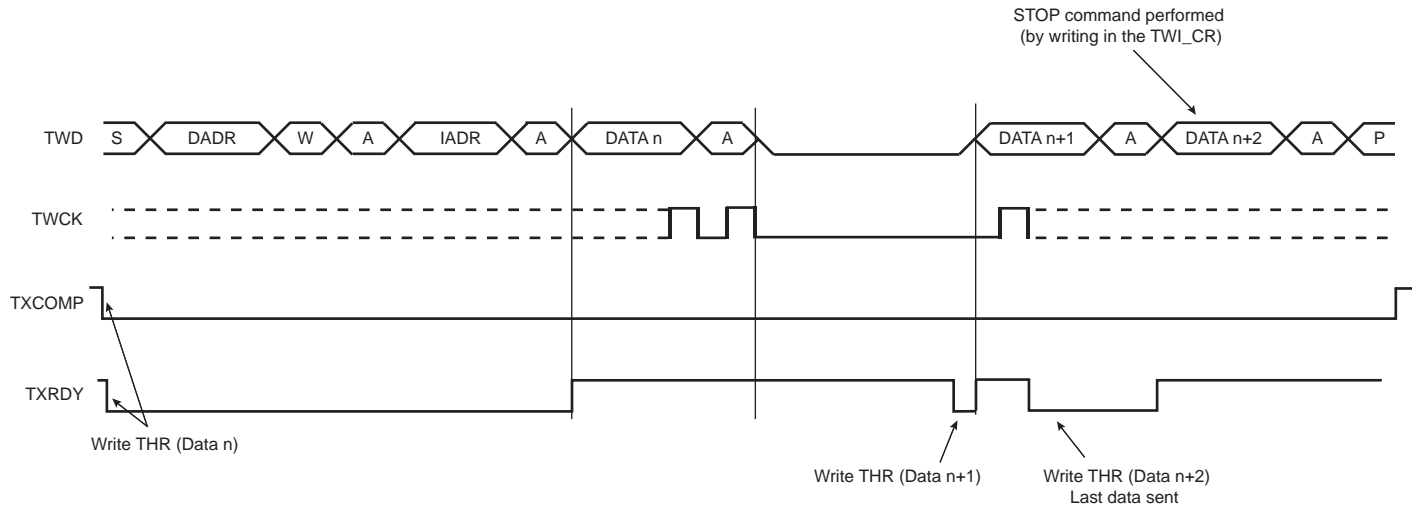 STOP command performed
(by writing in the TWI_CR)
TWD S DADR W A IADR A DATA n A DATA n+1 A DATA n+2 A P
TWCK
TXCOMP
TXRDY
Write THR (Data n)
Write THR (Data n+1)
Write THR (Data n+2)
Last data sent